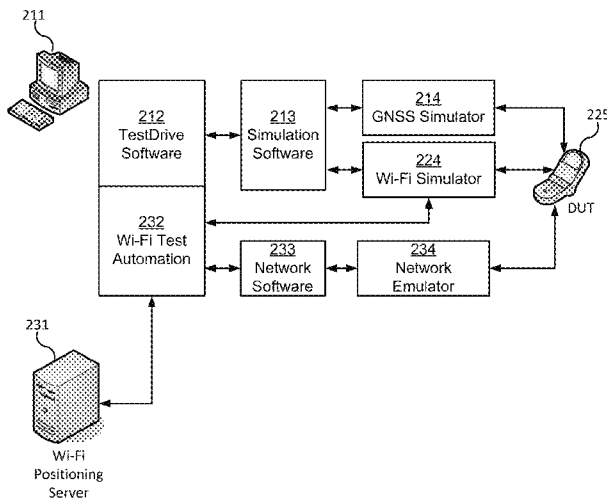 211
212
TestDrive
Software
213
Simulation
Software
214
GNSS Simulator
224
Wi-Fi Simulator
225
DUT
232
Wi-Fi Test
Automation
233
Network
Software
234
Network
Emulator
231
Wi-Fi
Positioning
Server